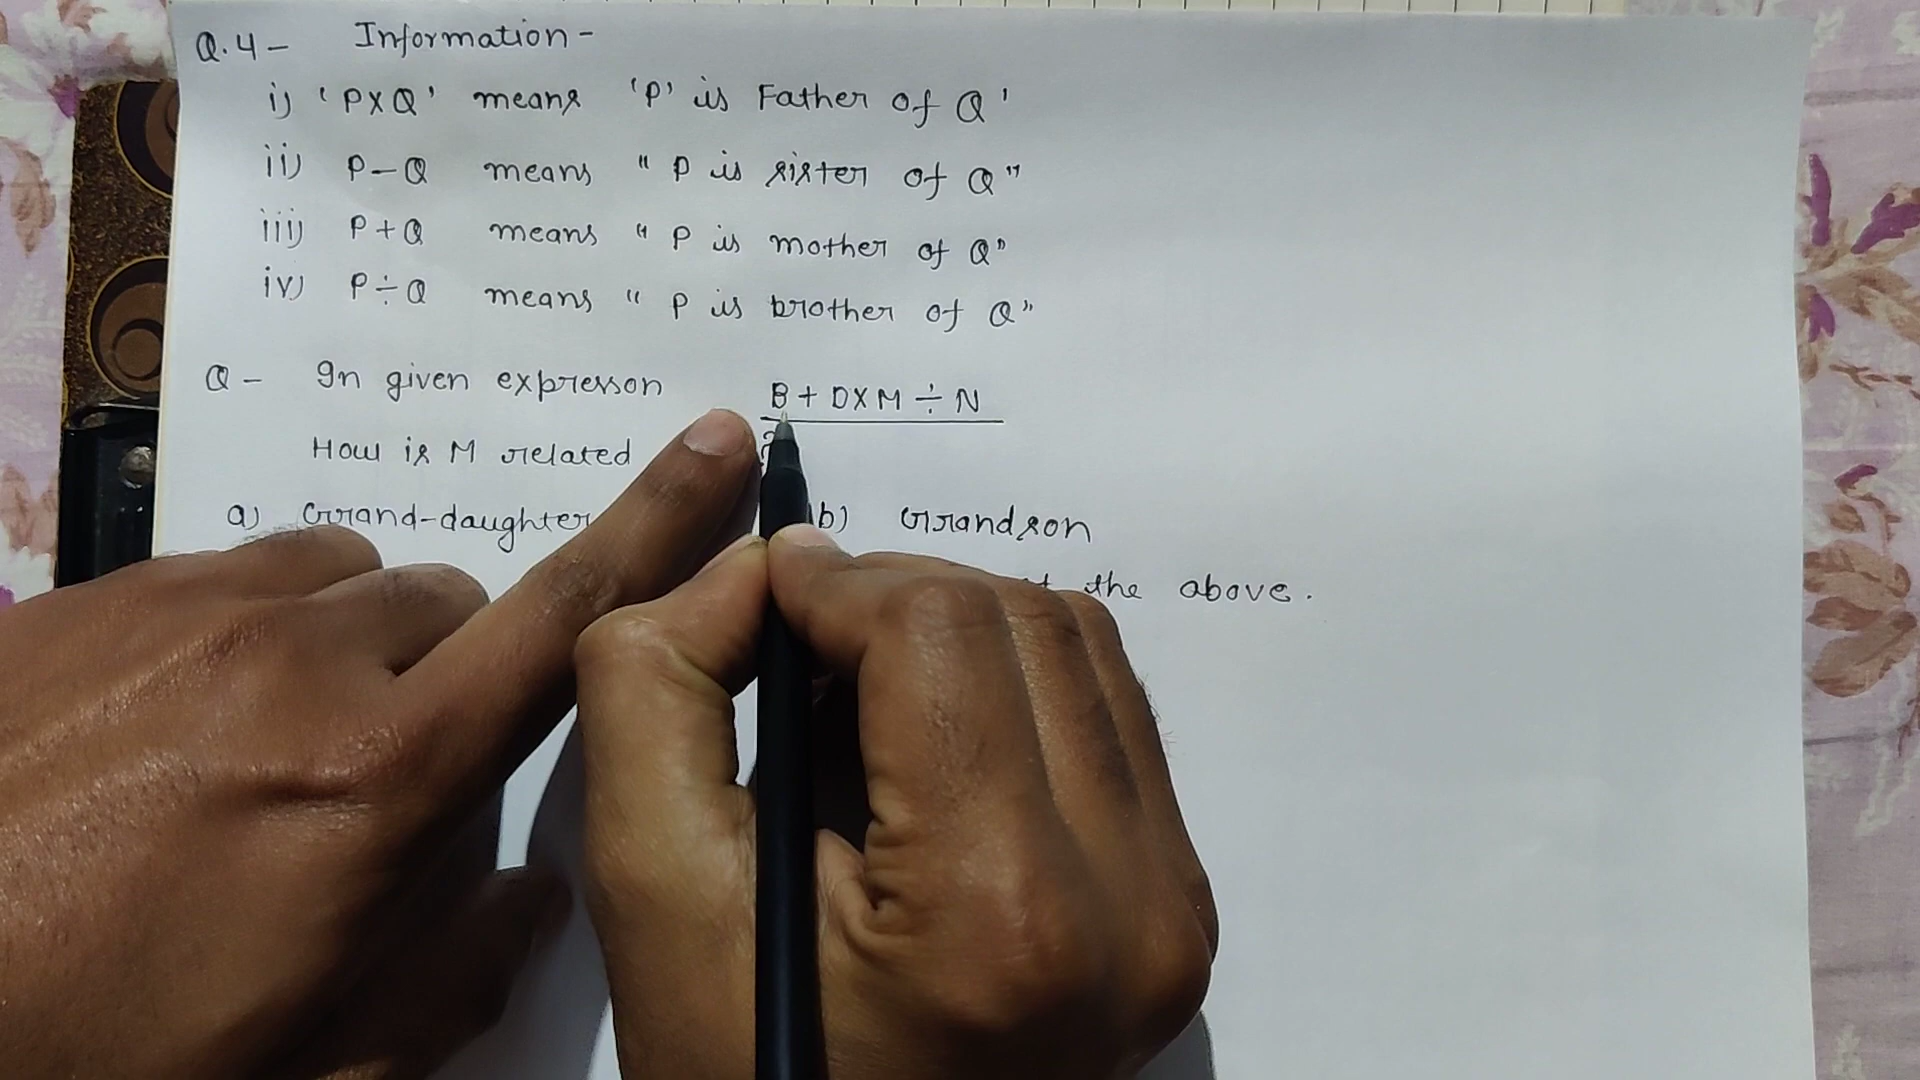 Q.4- Information -
i) 'P×Q' means 'P' is Father of Q'
ii) P-Q means " P is sister of Q"
iii) P+Q means " P is mother of Q"
iv) P÷Q means " P is brother of Q"
Q - In given expresson B + D×M ÷ N
How is M related ?
a) Grand-daughter b) Grandson
the above.